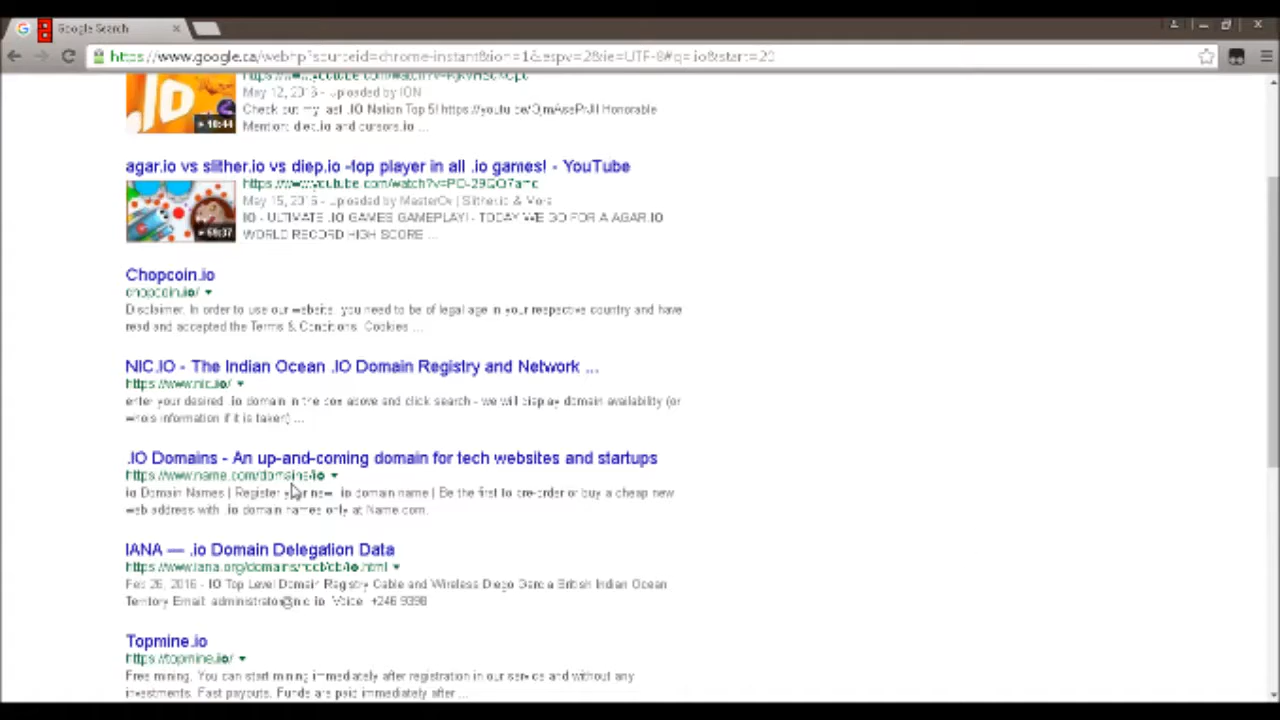 Google Search
https://www.google.ca/webhp?sourceid=chrome-instant&ion=1&espv=2&ie=UTF-8#q=.io&start=20
.IO
10:44
May 12, 2016 - Uploaded by ION
Check out my last .IO Nation Top 5! Honorable
Mention: diep.io and cursors.io ...
agar.io vs slither.io vs diep.io -top player in all .io games! - YouTube
May 15, 2016 - Uploaded by | Slither.io & More
IO - ULTIMATE .IO GAMES GAMEPLAY! - TODAY WE GO FOR A AGAR.IO
WORLD RECORD HIGH SCORE ...
Chopcoin.io
chopcoin.io/
Disclaimer. In order to use our website, you need to be of legal age in your respective country and have
read and accepted the Terms & Conditions. Cookies ...
NIC.IO - The Indian Ocean .IO Domain Registry and Network ...
https://www.nic.io/
enter your desired .io domain in the box above and click search - we will display domain availability (or
whois information if it is taken) ...
.IO Domains - An up-and-coming domain for tech websites and startups
https://www.name.com/domains/io
io Domain Names | Register your new .io domain name | Be the first to pre-order or buy a cheap new
web address with .io domain names only at Name.com.
IANA — .io Domain Delegation Data
https://www.iana.org/domains/root/db/io.html
Feb 26, 2016 - IO Top Level Domain Registry Cable and Wireless Diego Garcia British Indian Ocean
Territory Email: administrator@nic.io. Voice: +246 9398
Topmine.io
https://topmine.io/
Free mining. You can start mining immediately after registration in our service and without any
investments. Fast payouts. Funds are paid immediately after ...